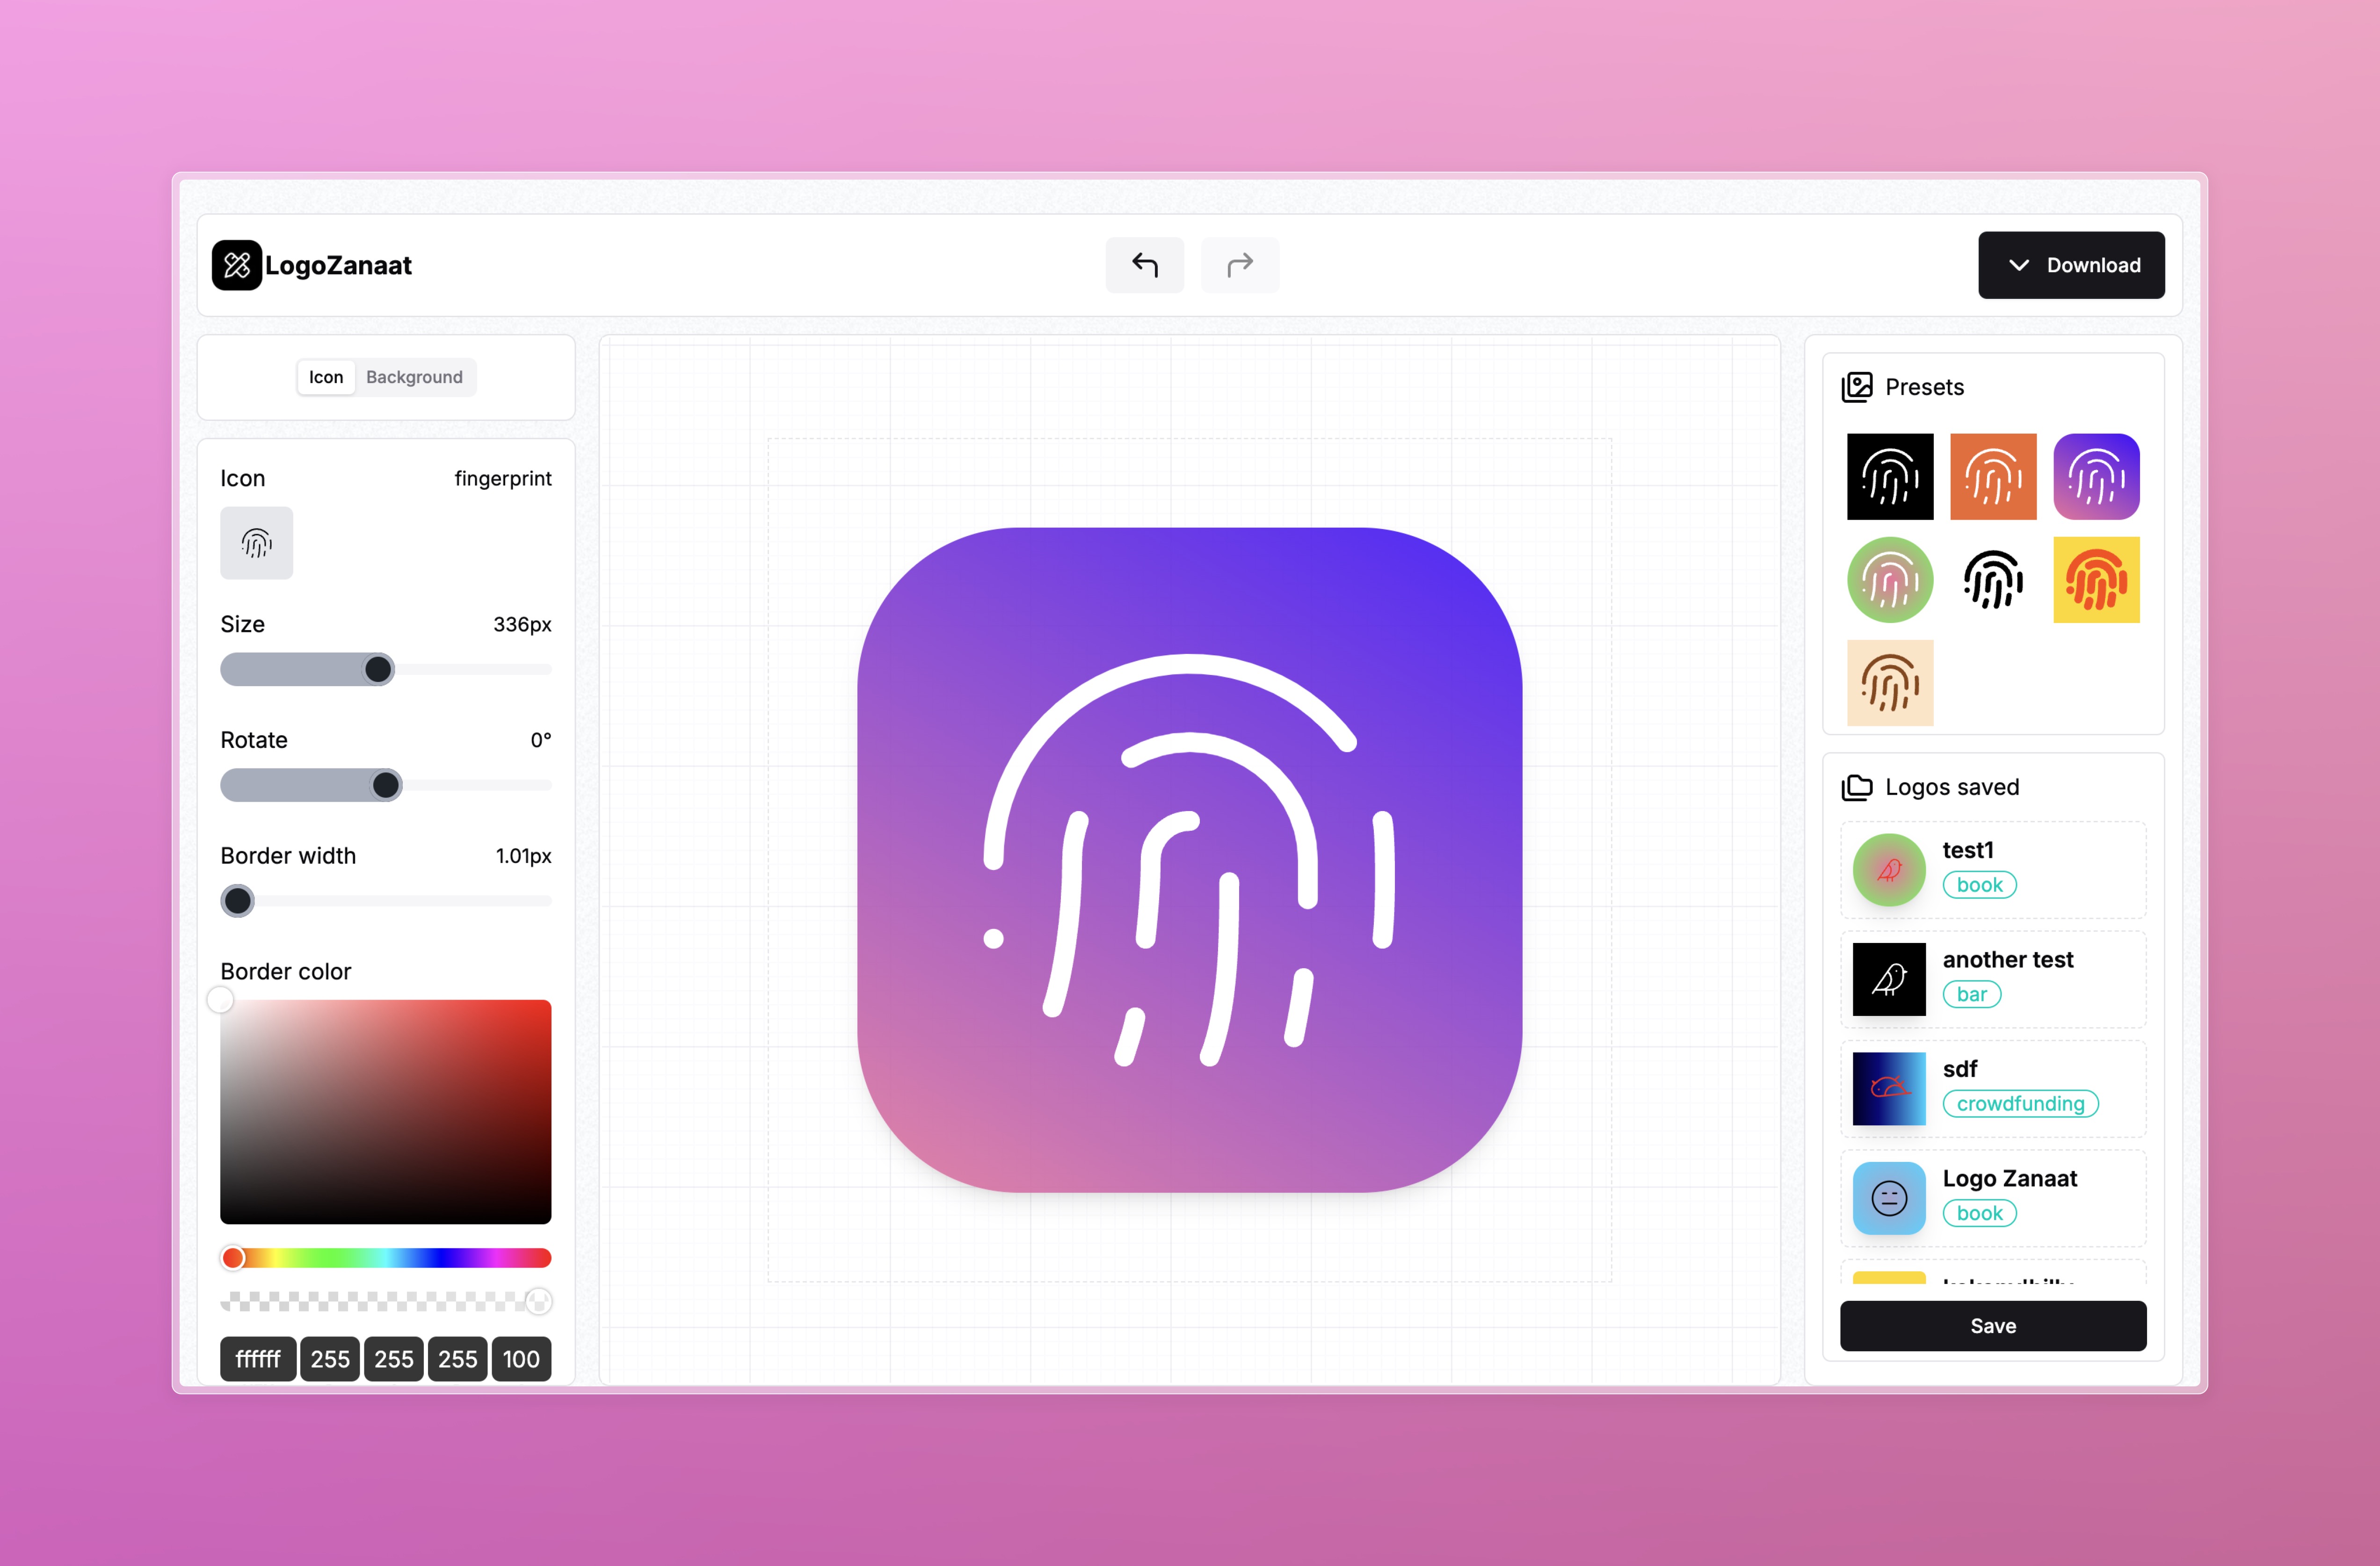 LogoZanaat
Download
Icon Background
Icon fingerprint
Size 336px
Rotate 0°
Border width 1.01px
Border color
ffffff 255 255 255 100
Presets
Logos saved
test1
book
another test
bar
sdf
crowdfunding
Logo Zanaat
book
Save